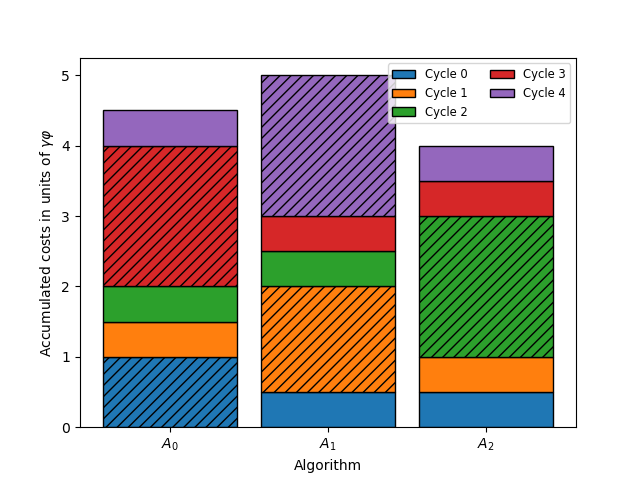 Cycle 0
Cycle 1
Cycle 2
Cycle 3
Cycle 4
Accumulated costs in units of γφ
5
4
3
2
1
0
A₀ A₁ A₂
Algorithm